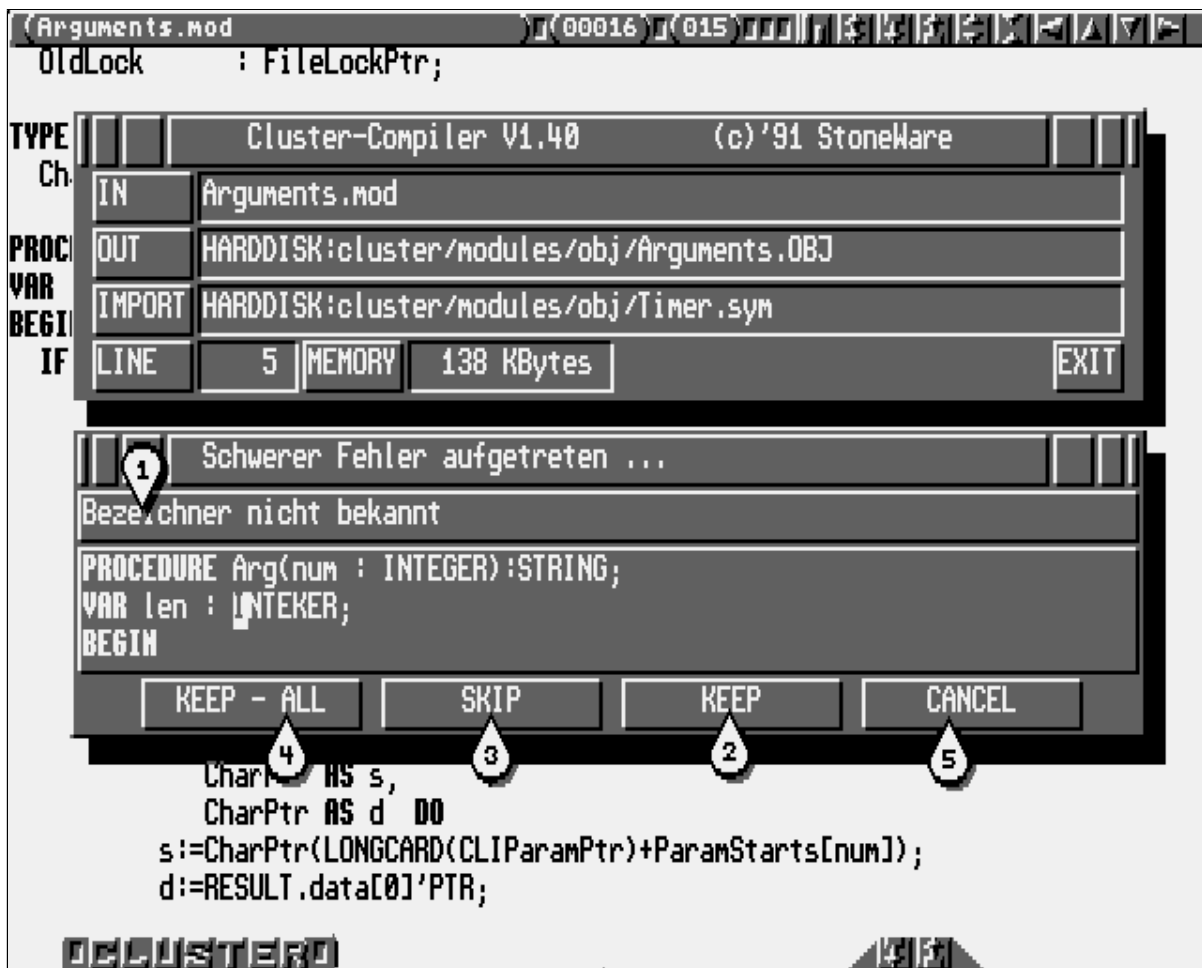 (Arguments.mod )(00016)(015)
OldLock : FileLockPtr;
TYPE
Cluster-Compiler V1.40 (c)'91 StoneWare
Ch
IN Arguments.mod
PROC
OUT HARDDISK:cluster/modules/obj/Arguments.OBJ
VAR
IMPORT HARDDISK:cluster/modules/obj/Timer.sym
BEGI
IF LINE 5 MEMORY 138 KBytes EXIT
1
Schwerer Fehler aufgetreten ...
Bezeichner nicht bekannt
PROCEDURE Arg(num : INTEGER):STRING;
VAR len : INTEKER;
BEGIN
KEEP - ALL SKIP KEEP CANCEL
4 3 2 5
CharPtr AS s,
CharPtr AS d DO
s:=CharPtr(LONGCARD(CLIParamPtr)+ParamStarts[num]);
d:=RESULT.data[0]'PTR;
CLUSTER